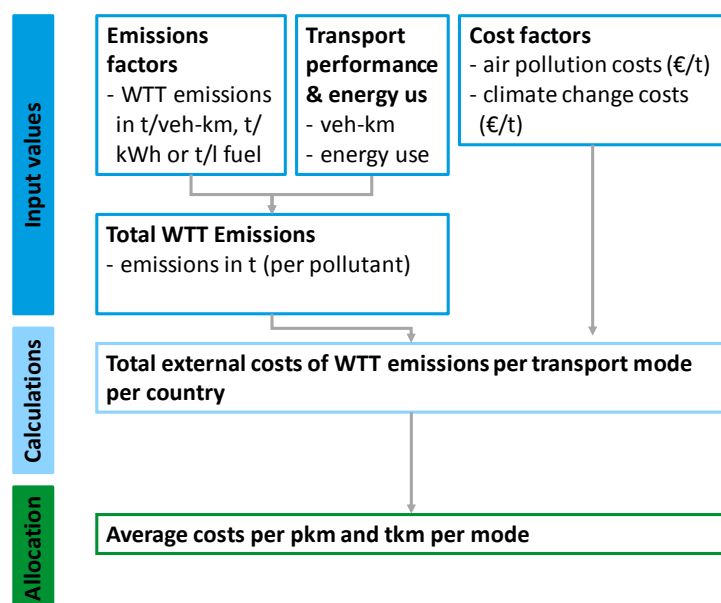 Input values
Emissions
factors
- WTT emissions
in t/veh-km, t/
kWh or t/l fuel
Transport
performance
& energy us
- veh-km
- energy use
Cost factors
- air pollution costs (€/t)
- climate change costs
(€/t)
Total WTT Emissions
- emissions in t (per pollutant)
Calculations
Total external costs of WTT emissions per transport mode
per country
Allocation
Average costs per pkm and tkm per mode